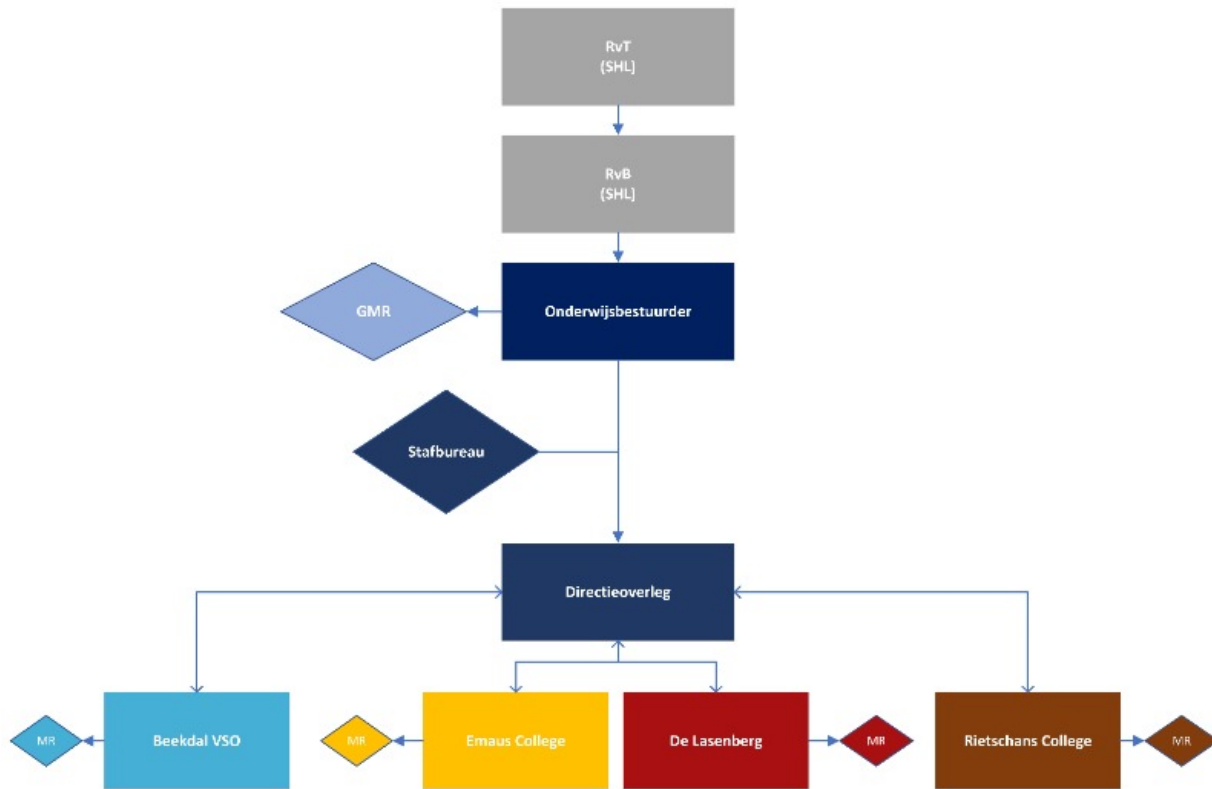 RvT
(SHL)
RvB
(SHL)
GMR
Onderwijsbestuurder
Stafbureau
Directieoverleg
MR
Beekdal VSO
MR
Emaus College
De Lasenberg
MR
Rietschans College
MR